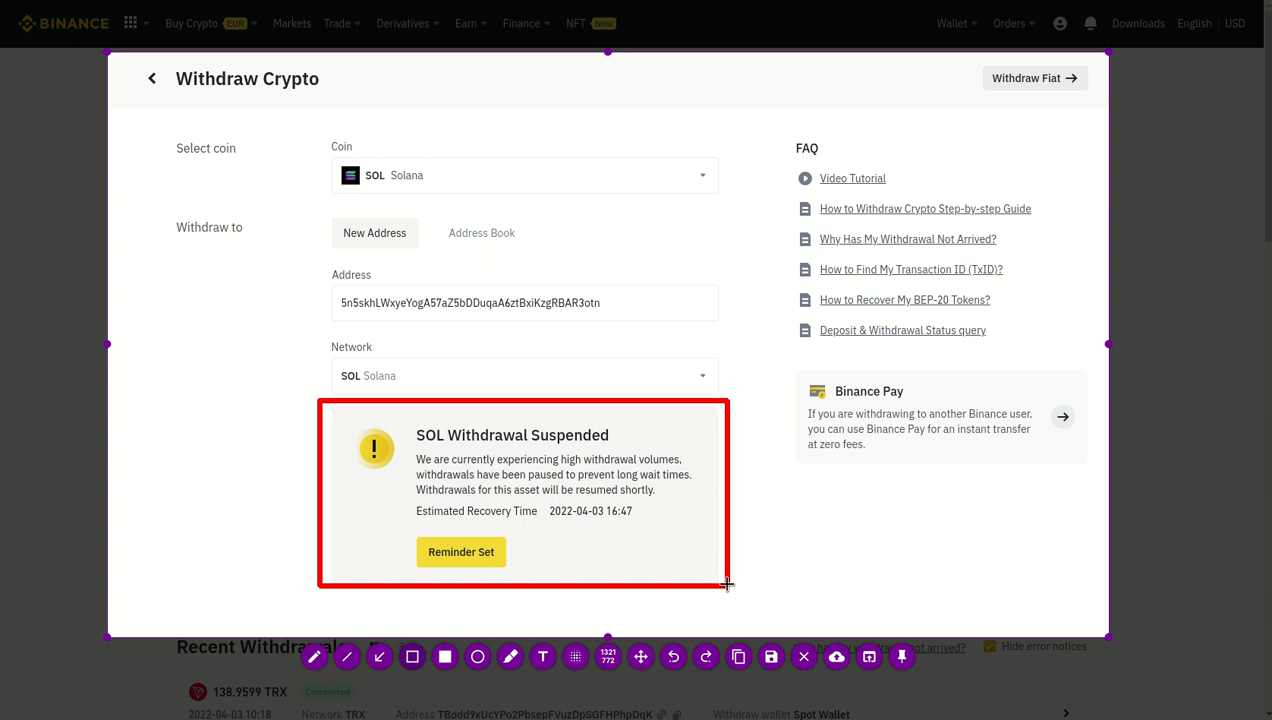 BINANCE
Buy Crypto EUR Markets Trade Derivatives Earn Finance NFT New Wallet Orders Downloads English USD
Withdraw Crypto
Withdraw Fiat
Select coin
Coin
SOL Solana
Withdraw to
New Address Address Book
Address
5n5skhLWxyeYogA57aZ5bDDuqaA6ztBxiKzgRBAR3otn
Network
SOL Solana
SOL Withdrawal Suspended
We are currently experiencing high withdrawal volumes,
withdrawals have been paused to prevent long wait times.
Withdrawals for this asset will be resumed shortly.
Estimated Recovery Time 2022-04-03 16:47
Reminder Set
FAQ
Video Tutorial
How to Withdraw Crypto Step-by-step Guide
Why Has My Withdrawal Not Arrived?
How to Find My Transaction ID (TxID)?
How to Recover My BEP-20 Tokens?
Deposit & Withdrawal Status query
Binance Pay
If you are withdrawing to another Binance user,
you can use Binance Pay for an instant transfer
at zero fees.
Recent Withdrawals
arrived? Hide error notices
T
1321
772
138.9599 TRX Completed
2022-04-03 10:18 Network TRX Address TBodd9xUcYPo2PbsepFVuzDpSGFHPhpDqK Withdraw wallet Spot Wallet